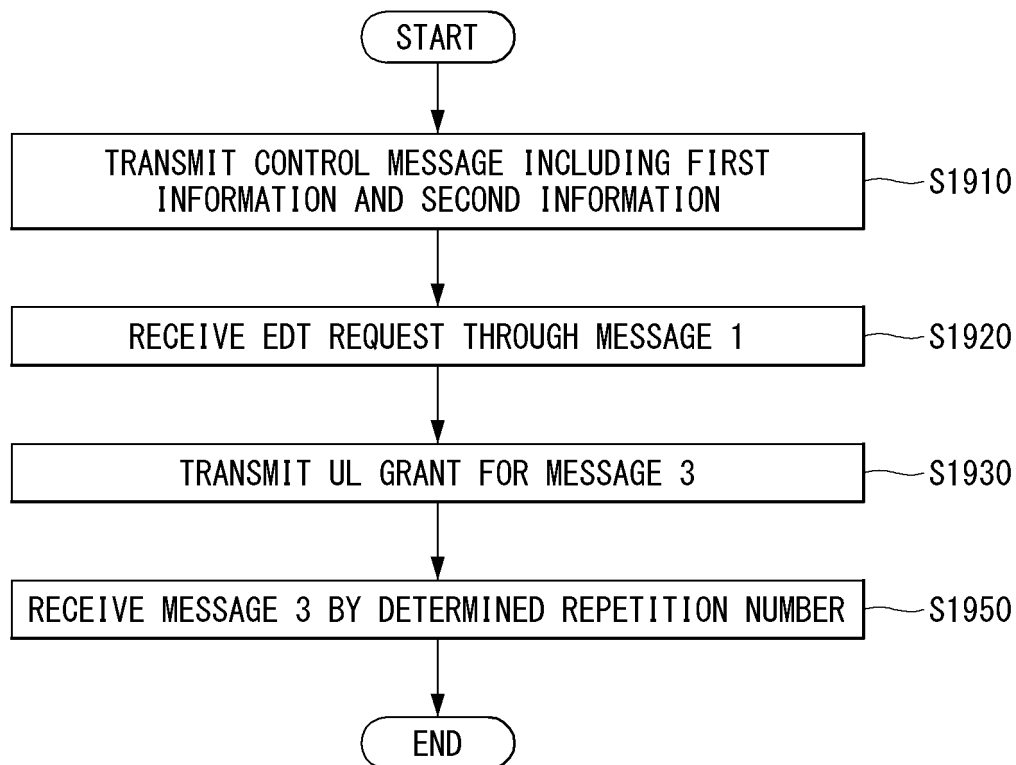 START
TRANSMIT CONTROL MESSAGE INCLUDING FIRST
INFORMATION AND SECOND INFORMATION
S1910
RECEIVE EDT REQUEST THROUGH MESSAGE 1
S1920
TRANSMIT UL GRANT FOR MESSAGE 3
S1930
RECEIVE MESSAGE 3 BY DETERMINED REPETITION NUMBER
S1950
END